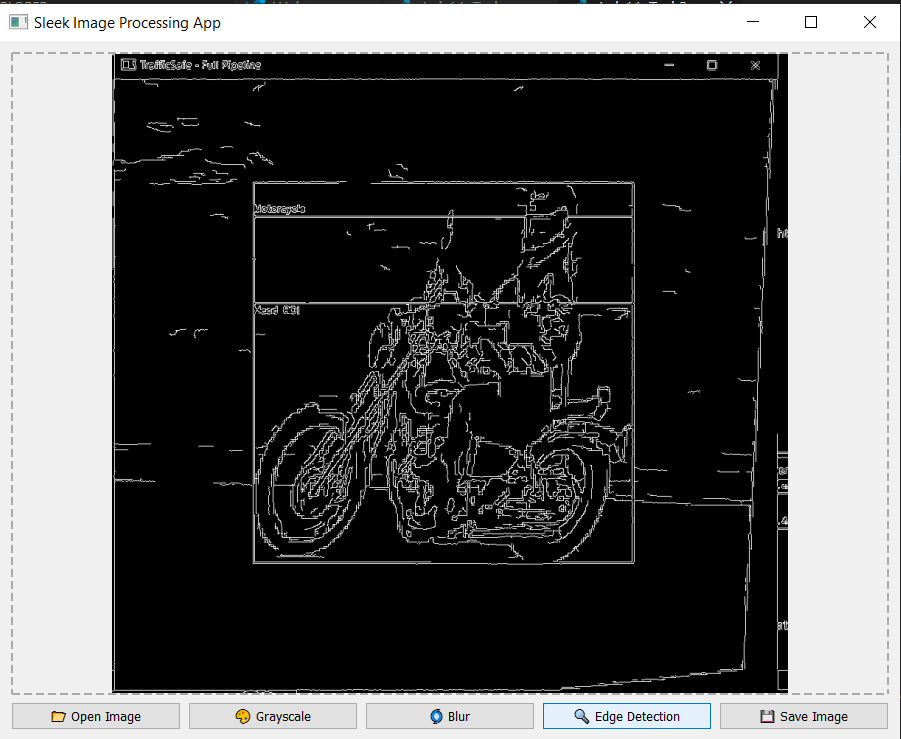 Sleek Image Processing App
TrafficSafe - Full Pipeline
Motorcycle
Open Image
Grayscale
Blur
Edge Detection
Save Image